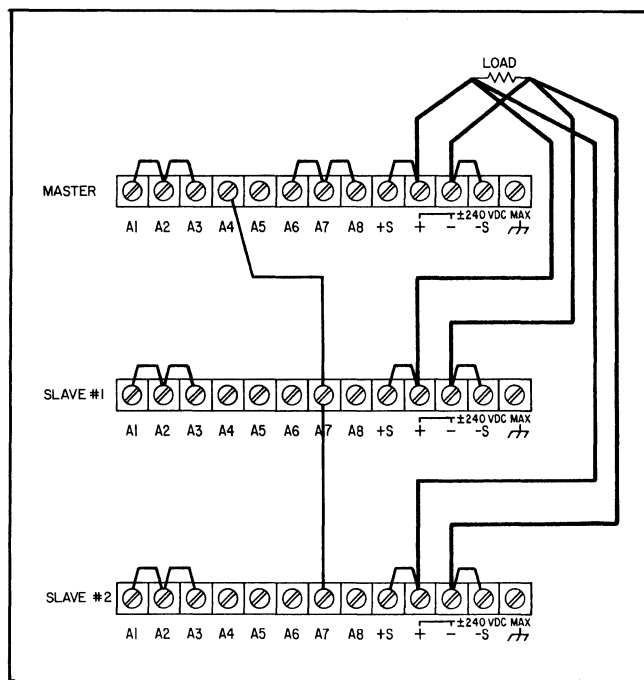 LOAD
MASTER
A1 A2 A3 A4 A5 A6 A7 A8 +S + - -S
±240 VDC MAX
SLAVE #1
A1 A2 A3 A4 A5 A6 A7 A8 +S + - -S
±240 VDC MAX
SLAVE #2
A1 A2 A3 A4 A5 A6 A7 A8 +S + - -S
±240 VDC MAX